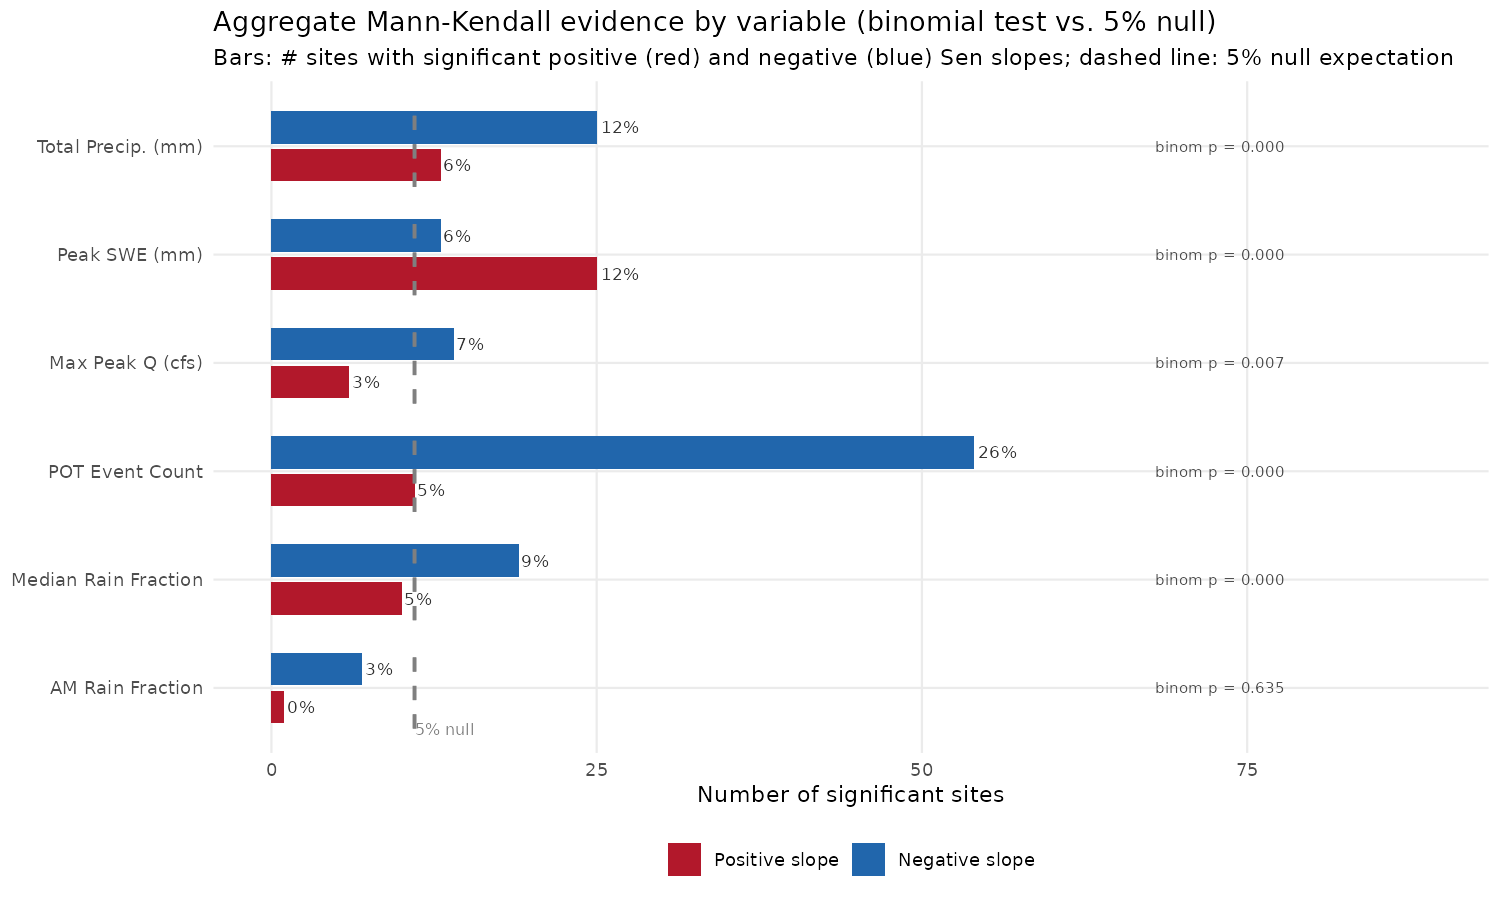 Aggregate Mann-Kendall evidence by variable (binomial test vs. 5% null)
Bars: # sites with significant positive (red) and negative (blue) Sen slopes; dashed line: 5% null expectation
12%
Total Precip. (mm)
binom p = 0.000
6%
6%
Peak SWE (mm)
binom p = 0.000
12%
7%
Max Peak Q (cfs)
binom p = 0.007
3%
26%
POT Event Count
binom p = 0.000
5%
9%
Median Rain Fraction
binom p = 0.000
5%
3%
AM Rain Fraction
binom p = 0.635
0%
5% null
0 25 50 75
Number of significant sites
Positive slope Negative slope